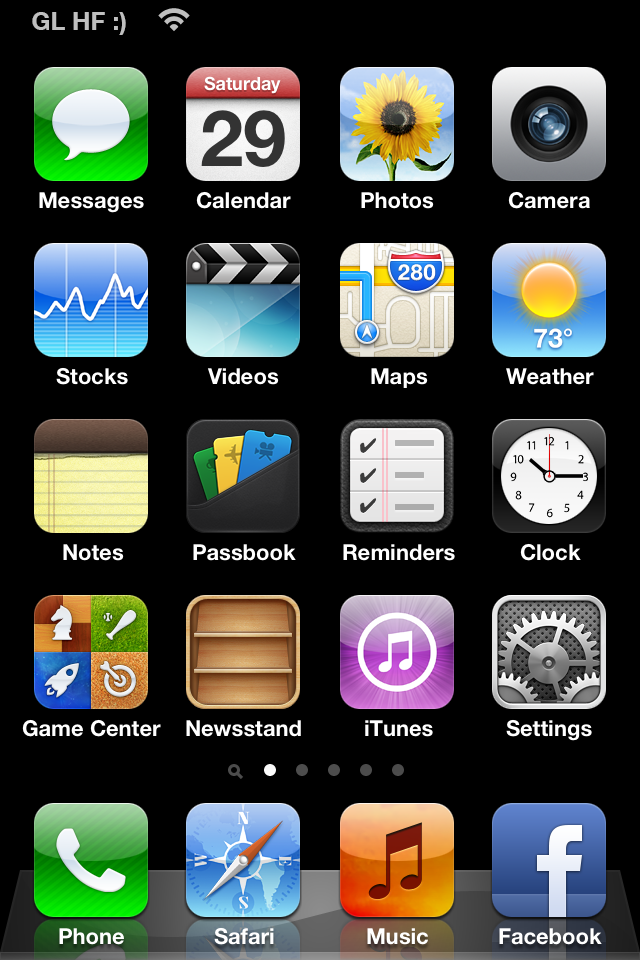 GL HF :)
Saturday
29
Messages Calendar Photos Camera
280
73°
Stocks Videos Maps Weather
12
11 1
10 2
9 3
8 4
7 5
6
Notes Passbook Reminders Clock
Game Center Newsstand iTunes Settings
N
W E
S
f
Phone Safari Music Facebook